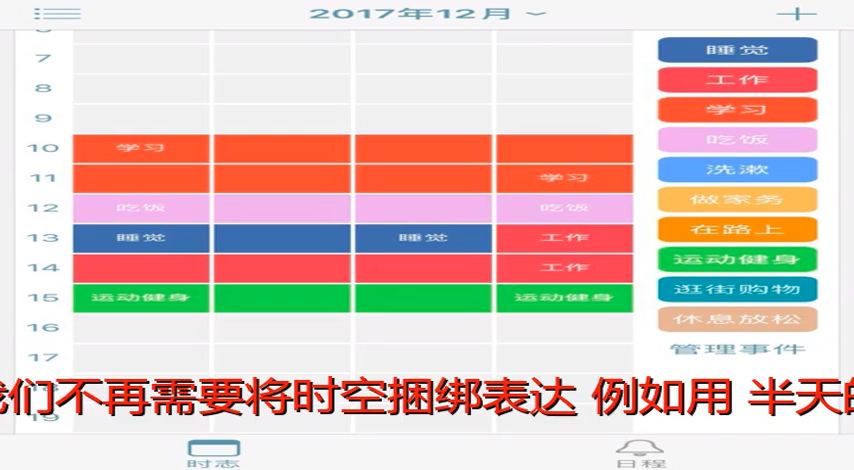 2017年12月
7
8
9
10 学习
11 学习
12 吃饭 吃饭
13 睡觉 睡觉 工作
14 工作
15 运动健身 运动健身
16
17
睡觉
工作
学习
吃饭
洗漱
做家务
在路上
运动健身
逛街购物
休息放松
管理事件
们不再需要将时空捆绑表达 例如用 半天
19
时志 日程